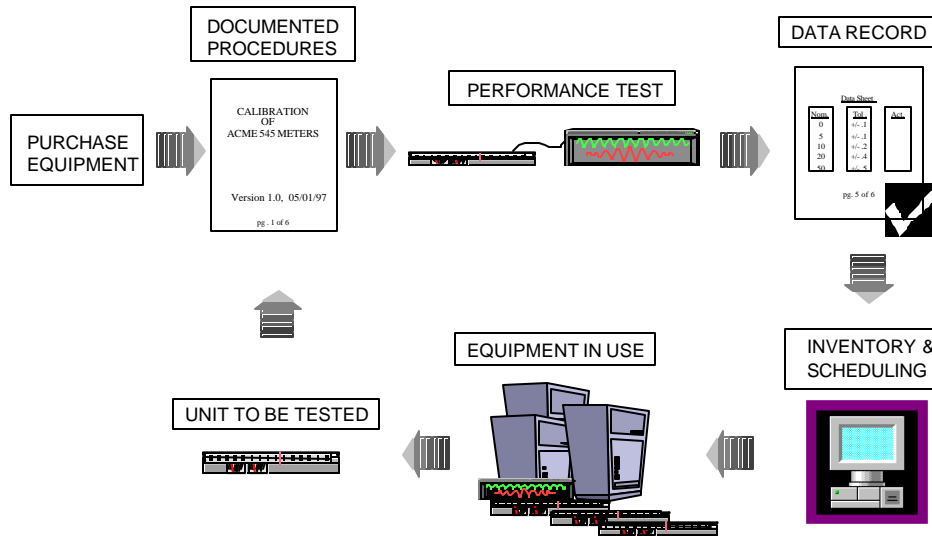 DOCUMENTED
PROCEDURES
DATA RECORD
PERFORMANCE TEST
PURCHASE
EQUIPMENT
CALIBRATION
OF
ACME 545 METERS
Version 1.0, 05/01/97
pg . 1 of 6
Data Sheet
Nom. Tol Act.
0 +/- .1
5 +/- .1
10 +/- .2
20 +/- .4
50 +/- 5
pg. 5 of 6
EQUIPMENT IN USE
INVENTORY &
SCHEDULING
UNIT TO BE TESTED